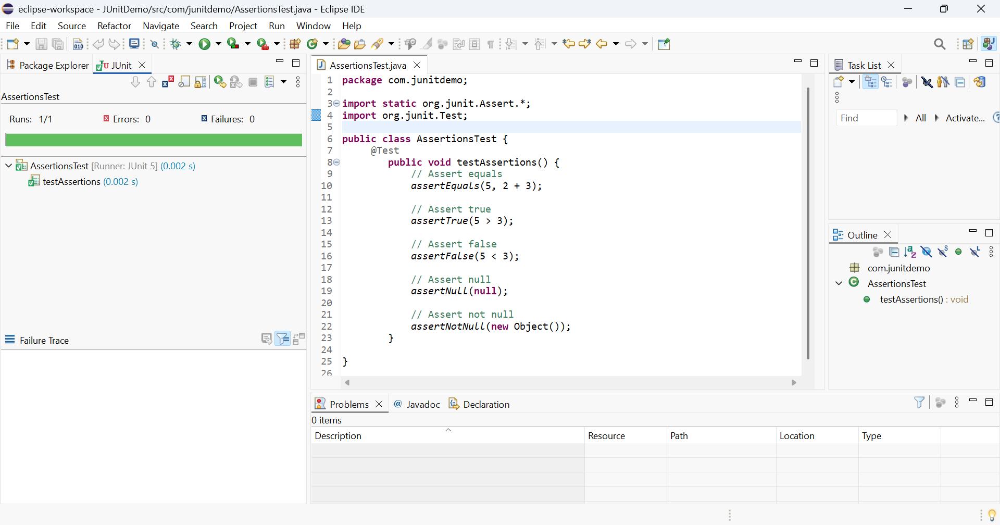 eclipse-workspace - JUnitDemo/src/com/junitdemo/AssertionsTest.java - Eclipse IDE
File Edit Source Refactor Navigate Search Project Run Window Help
Package Explorer JUnit
AssertionsTest
Runs: 1/1 Errors: 0 Failures: 0
AssertionsTest [Runner: JUnit 5] (0.002 s)
testAssertions (0.002 s)
Failure Trace
AssertionsTest.java
1 package com.junitdemo;
2
3 import static org.junit.Assert.*;
4 import org.junit.Test;
5
6 public class AssertionsTest {
7 @Test
8 public void testAssertions() {
9 // Assert equals
10 assertEquals(5, 2 + 3);
11
12 // Assert true
13 assertTrue(5 > 3);
14
15 // Assert false
16 assertFalse(5 < 3);
17
18 // Assert null
19 assertNull(null);
20
21 // Assert not null
22 assertNotNull(new Object());
23 }
24
25 }
26
Task List
Find All Activate...
Outline
com.junitdemo
AssertionsTest
testAssertions() : void
Problems @ Javadoc Declaration
0 items
Description Resource Path Location Type